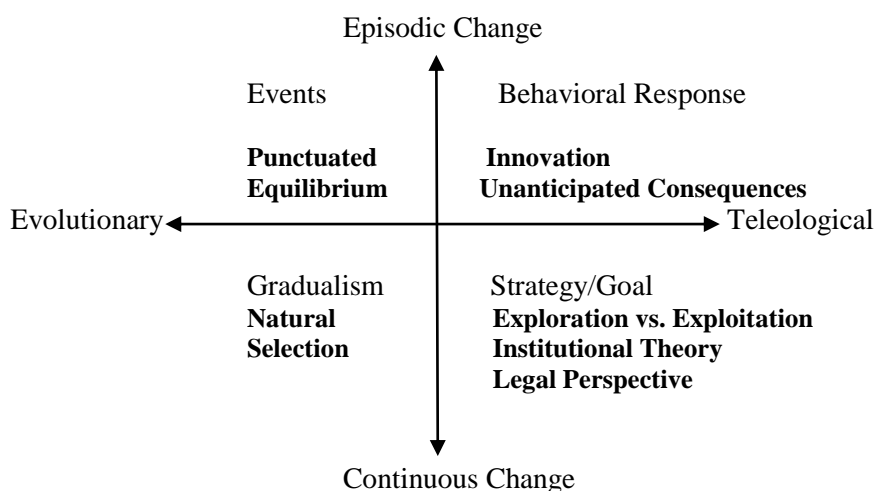 Episodic Change
Events
Behavioral Response
Punctuated
Equilibrium
Innovation
Unanticipated Consequences
Evolutionary
Teleological
Gradualism
Natural
Selection
Strategy/Goal
Exploration vs. Exploitation
Institutional Theory
Legal Perspective
Continuous Change